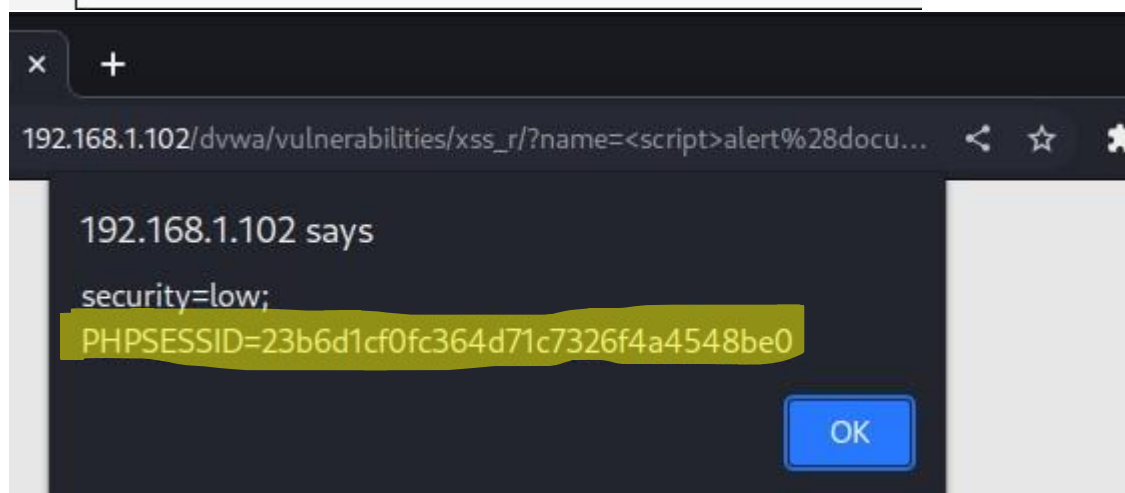 192.168.1.102/dvwa/vulnerabilities/xss_r/?name=<script>alert%28docu...
192.168.1.102 says
security=low;
PHPSESSID=23b6d1cf0fc364d71c7326f4a4548be0
OK